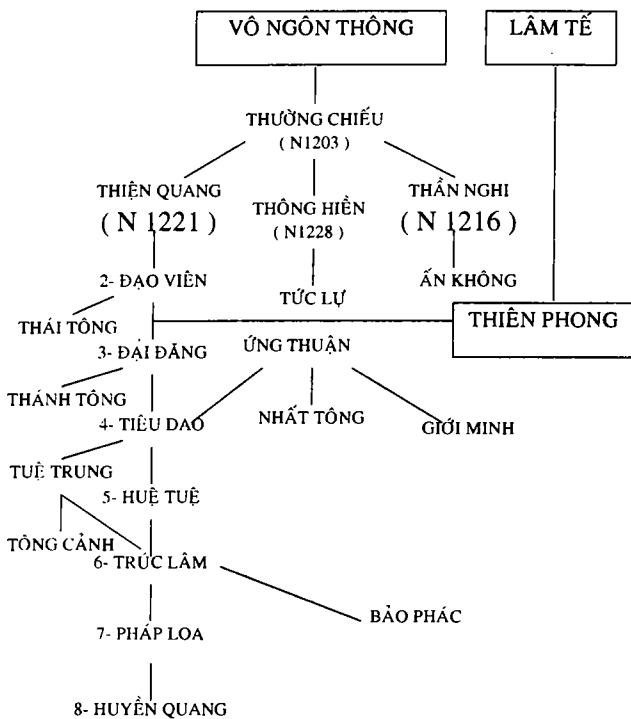 VÔ NGÔN THÔNG
LÂM TẾ
THƯỜNG CHIẾU
( N1203 )
THIỆN QUANG
( N 1221 )
THÔNG HIỀN
( N1228 )
THẦN NGHI
( N 1216 )
2- ĐẠO VIÊN
TỨC LỰ
ẤN KHÔNG
THÁI TÔNG
THIÊN PHONG
3- ĐẠI ĐĂNG
ỨNG THUẬN
THÁNH TÔNG
4- TIÊU DAO
NHẤT TÔNG
GIỚI MINH
TUỆ TRUNG
5- HUỆ TUỆ
TÔNG CẢNH
6- TRÚC LÂM
BẢO PHÁC
7- PHÁP LOA
8- HUYỀN QUANG